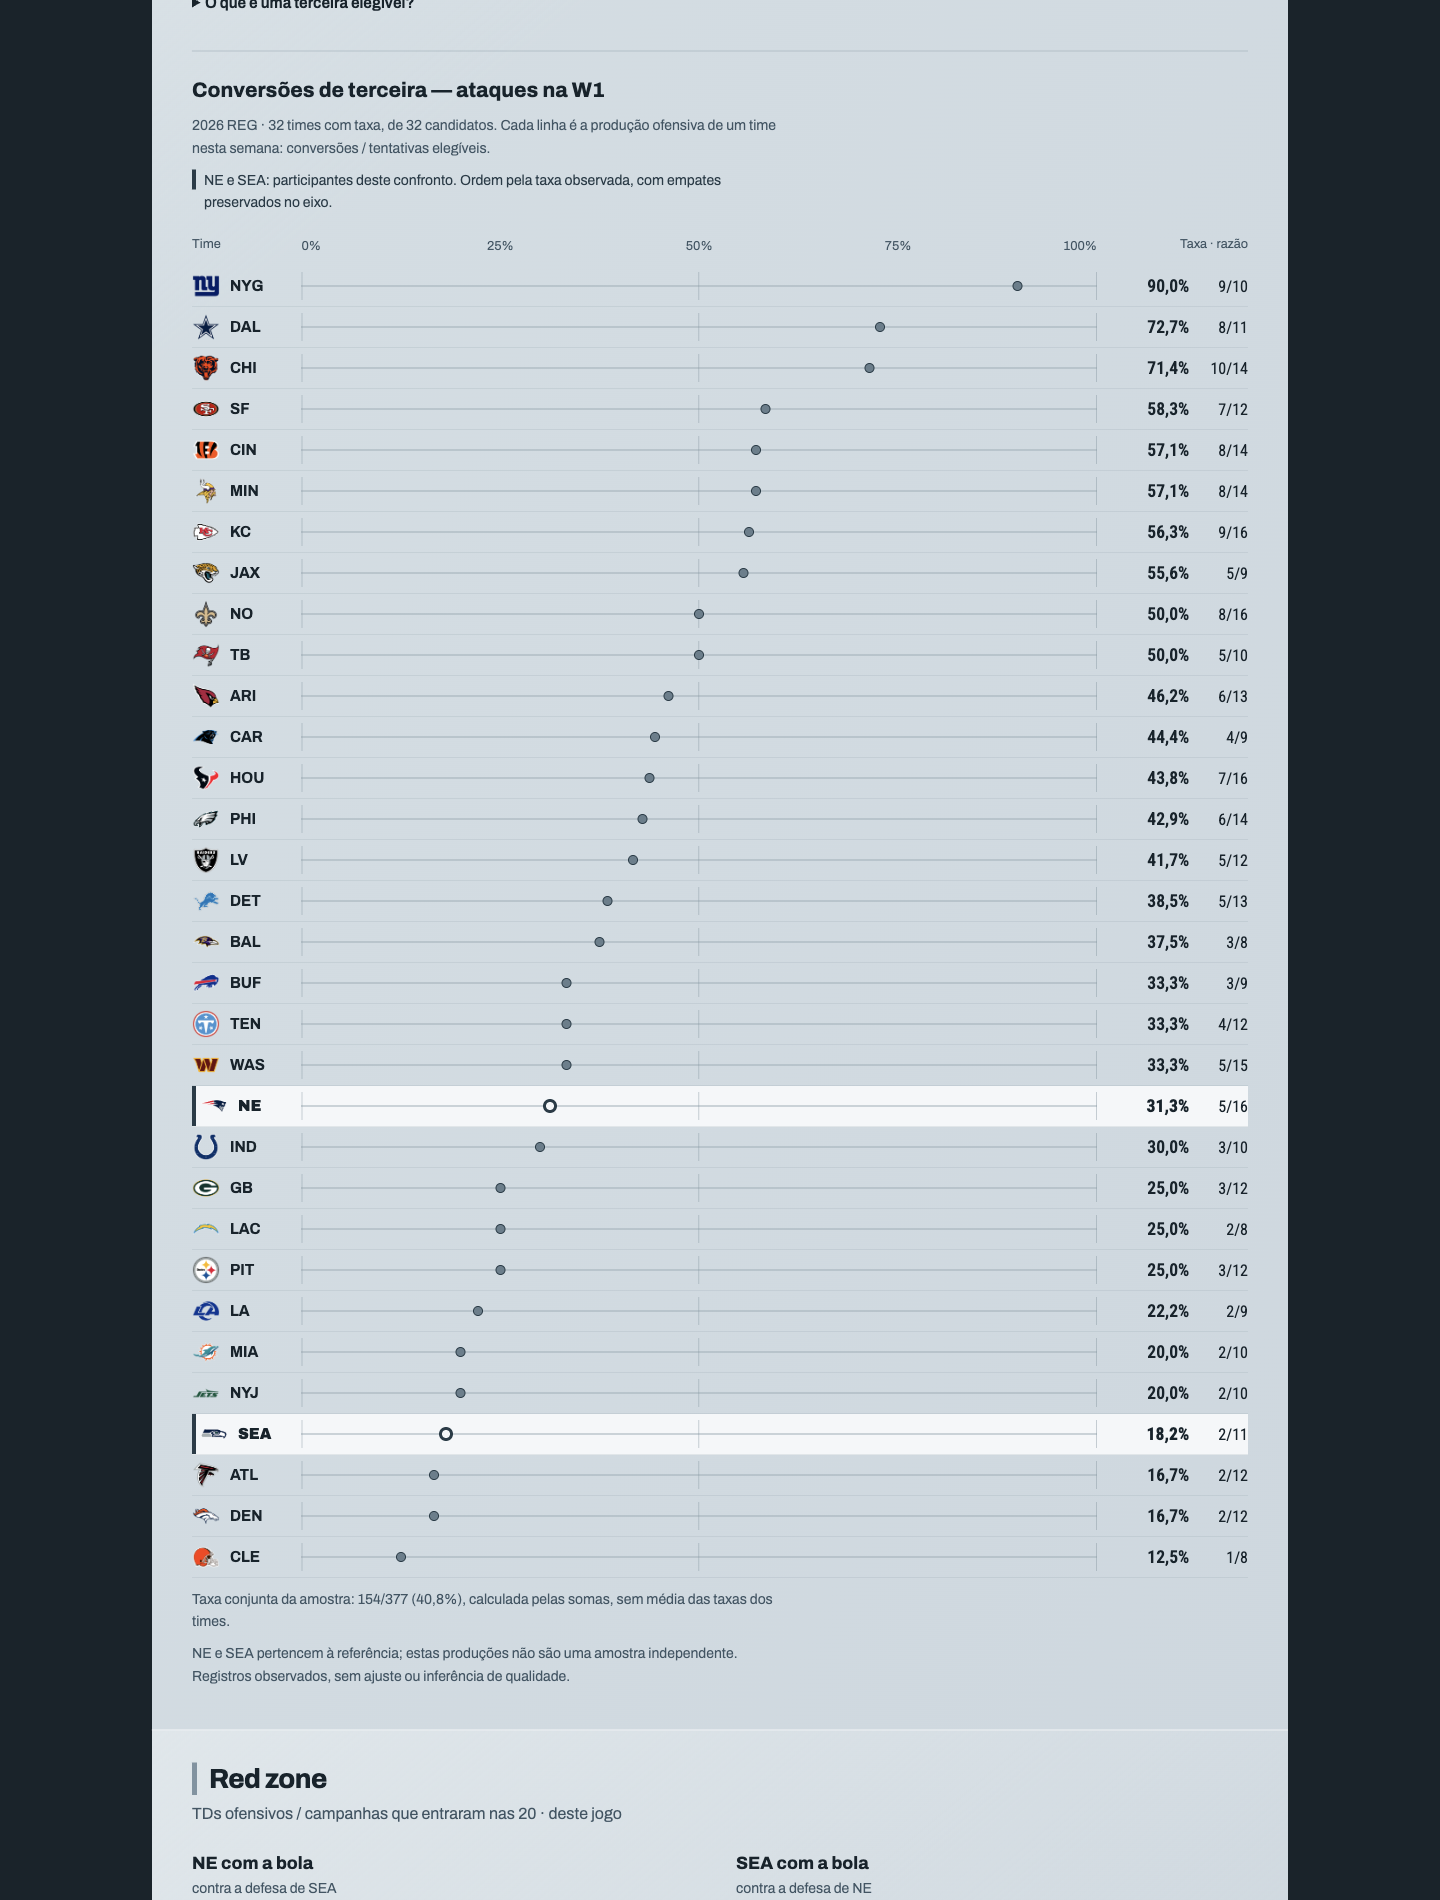 ▸ O que é uma terceira elegível?
Conversões de terceira — ataques na W1
2026 REG · 32 times com taxa, de 32 candidatos. Cada linha é a produção ofensiva de um time
nesta semana: conversões / tentativas elegíveis.
NE e SEA: participantes deste confronto. Ordem pela taxa observada, com empates
preservados no eixo.
Time 0% 25% 50% 75% 100% Taxa · razão
NYG 90,0% 9/10
DAL 72,7% 8/11
CHI 71,4% 10/14
SF 58,3% 7/12
CIN 57,1% 8/14
MIN 57,1% 8/14
KC 56,3% 9/16
JAX 55,6% 5/9
NO 50,0% 8/16
TB 50,0% 5/10
ARI 46,2% 6/13
CAR 44,4% 4/9
HOU 43,8% 7/16
PHI 42,9% 6/14
LV 41,7% 5/12
DET 38,5% 5/13
BAL 37,5% 3/8
BUF 33,3% 3/9
TEN 33,3% 4/12
WAS 33,3% 5/15
NE 31,3% 5/16
IND 30,0% 3/10
GB 25,0% 3/12
LAC 25,0% 2/8
PIT 25,0% 3/12
LA 22,2% 2/9
MIA 20,0% 2/10
NYJ 20,0% 2/10
SEA 18,2% 2/11
ATL 16,7% 2/12
DEN 16,7% 2/12
CLE 12,5% 1/8
Taxa conjunta da amostra: 154/377 (40,8%), calculada pelas somas, sem média das taxas dos
times.
NE e SEA pertencem à referência; estas produções não são uma amostra independente.
Registros observados, sem ajuste ou inferência de qualidade.
Red zone
TDs ofensivos / campanhas que entraram nas 20 · deste jogo
NE com a bola
contra a defesa de SEA
SEA com a bola
contra a defesa de NE